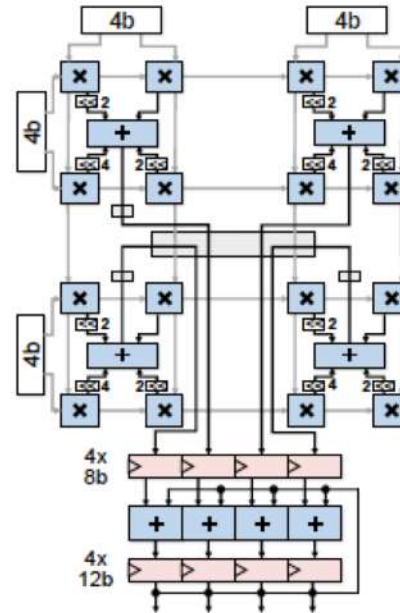 4b 4b
× × × ×
<< 2 << 2
4b + +
<< 4 2 << << 4 2 <<
× × × ×
× × × ×
<< 2 << 2
4b + +
<< 4 2 << << 4 2 <<
× × × ×
4x
8b
+ + + +
4x
12b